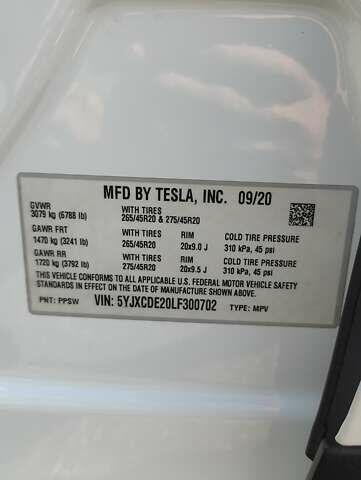 MFD BY TESLA, INC. 09/20
GVWR WITH TIRES
3079 kg (6788 lb) 265/45R20 & 275/45R20
GAWR FRT WITH TIRES RIM COLD TIRE PRESSURE
1470 kg (3241 lb) 265/45R20 20x9.0 J 310 kPa, 45 psi
GAWR RR WITH TIRES RIM COLD TIRE PRESSURE
1720 kg (3792 lb) 275/45R20 20x9.5 J 310 kPa, 45 psi
THIS VEHICLE CONFORMS TO ALL APPLICABLE U.S. FEDERAL MOTOR VEHICLE SAFETY
STANDARDS IN EFFECT ON THE DATE OF MANUFACTURE SHOWN ABOVE.
PNT: PPSW VIN: 5YJXCDE20LF300702 TYPE: MPV